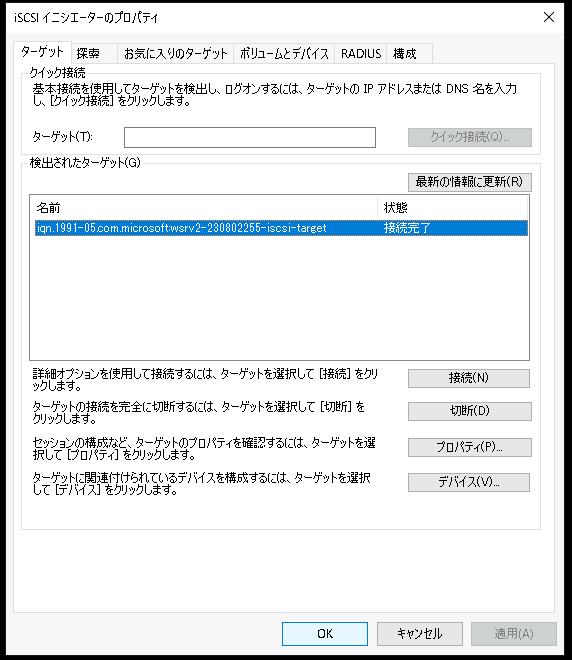 iSCSI イニシエーターのプロパティ
ターゲット 探索 お気に入りのターゲット ボリュームとデバイス RADIUS 構成
クイック接続
基本接続を使用してターゲットを検出し、ログオンするには、ターゲットの IP アドレスまたは DNS 名を入力
し、[クイック接続] をクリックします。
ターゲット(T):
クイック接続(Q)...
検出されたターゲット(G)
最新の情報に更新(R)
名前 状態
iqn.1991-05.com.microsoft:wsrv2-230802255-iscsi-target 接続完了
詳細オプションを使用して接続するには、ターゲットを選択して [接続] をクリ
ックします。
接続(N)
ターゲットの接続を完全に切断するには、ターゲットを選択して [切断] を
クリックします。
切断(D)
セッションの構成など、ターゲットのプロパティを確認するには、ターゲットを選
択して [プロパティ] をクリックします。
プロパティ(P)...
ターゲットに関連付けられているデバイスを構成するには、ターゲットを選択
して [デバイス] をクリックします。
デバイス(V)...
OK キャンセル 適用(A)